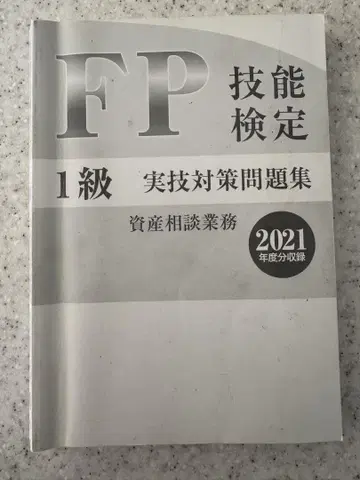 FP 技能
検定
1級 実技対策問題集
資産相談業務
2021
年度分収録